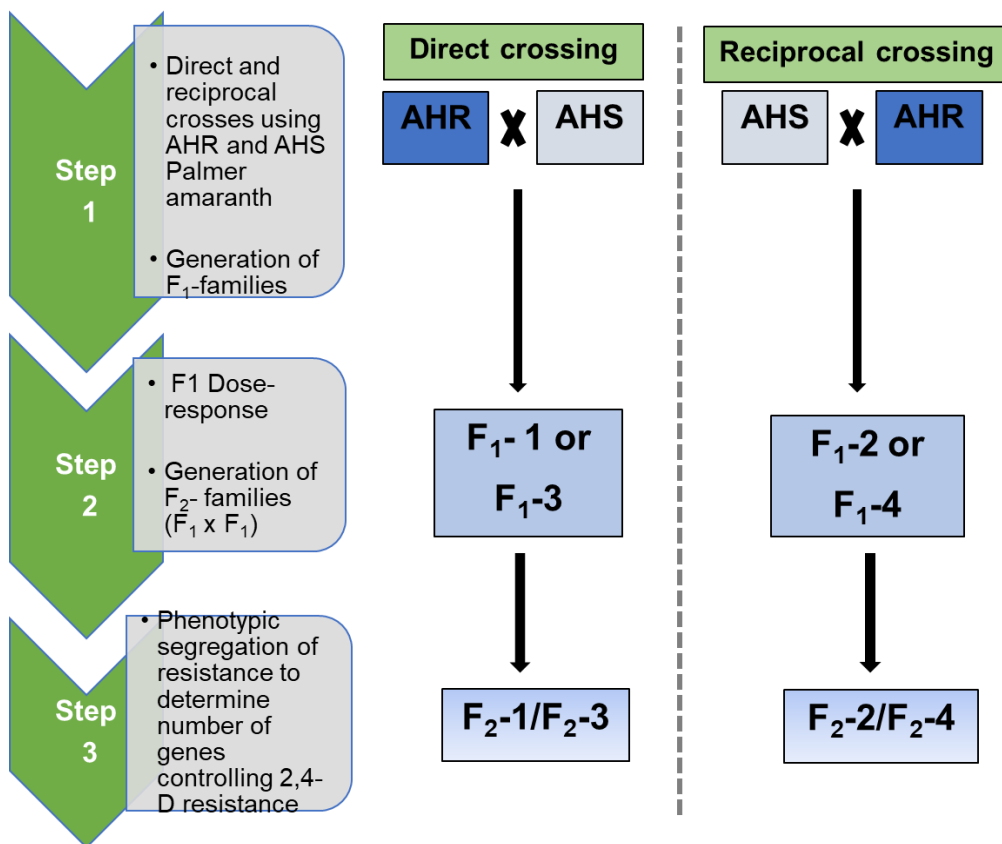 Step
1
• Direct and
reciprocal
crosses using
AHR and AHS
Palmer
amaranth
• Generation of
F₁-families
Step
2
• F1 Dose-
response
• Generation of
F₂- families
(F₁ x F₁)
Step
3
• Phenotypic
segregation of
resistance to
determine
number of
genes
controlling 2,4-
D resistance
Direct crossing
AHR X AHS
F₁- 1 or
F₁-3
F₂-1/F₂-3
Reciprocal crossing
AHS X AHR
F₁-2 or
F₁-4
F₂-2/F₂-4